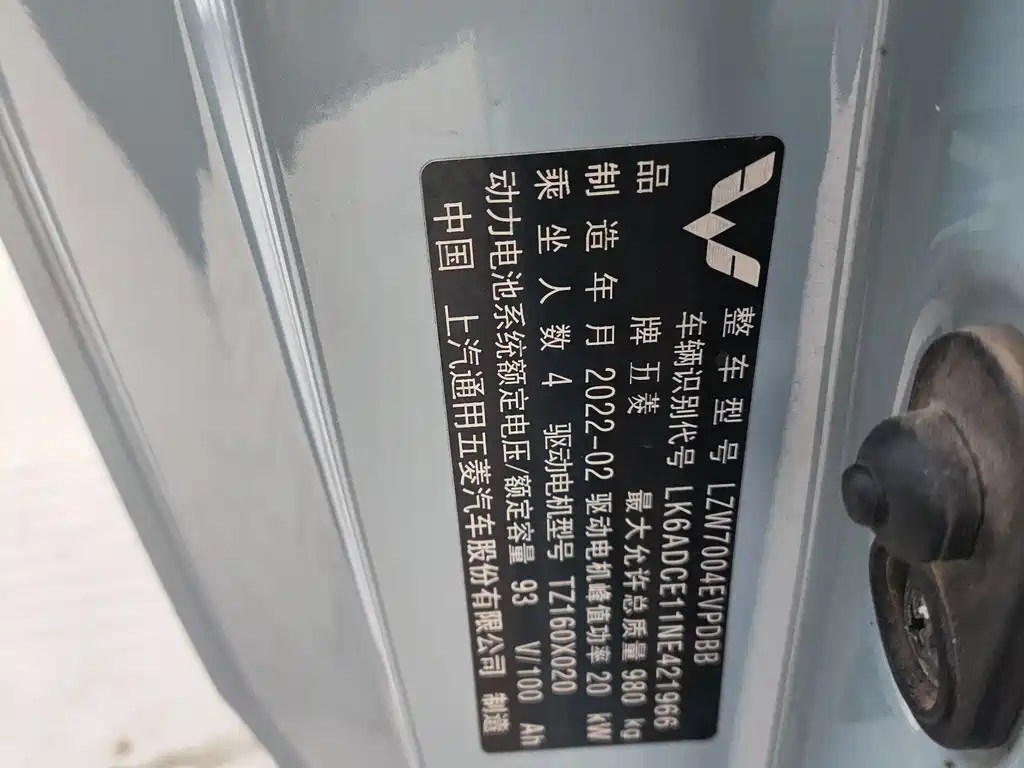 整车型号 LZW7004EVPDBB
车辆识别代号 LK6ADCE11NE421966
品牌 五菱 最大允许总质量 980 kg
制造年月 2022-02 驱动电机峰值功率 20 kW
乘坐人数 4 驱动电机型号 TZ160X020
动力电池系统额定电压/额定容量 93 V/100 Ah
中国 上汽通用五菱汽车股份有限公司 制造